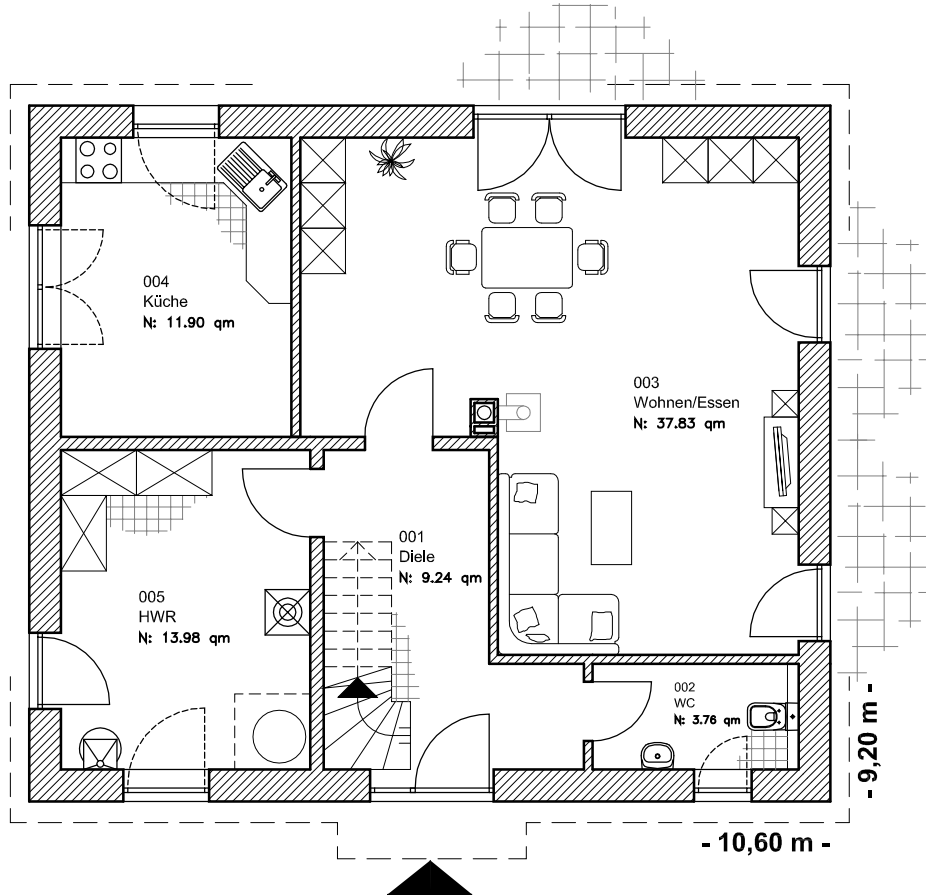 004
Küche
N: 11.90 qm
003
Wohnen/Essen
N: 37.83 qm
001
Diele
N: 9.24 qm
005
HWR
N: 13.98 qm
002
WC
N: 3.76 qm
- 9,20 m -
- 10,60 m -